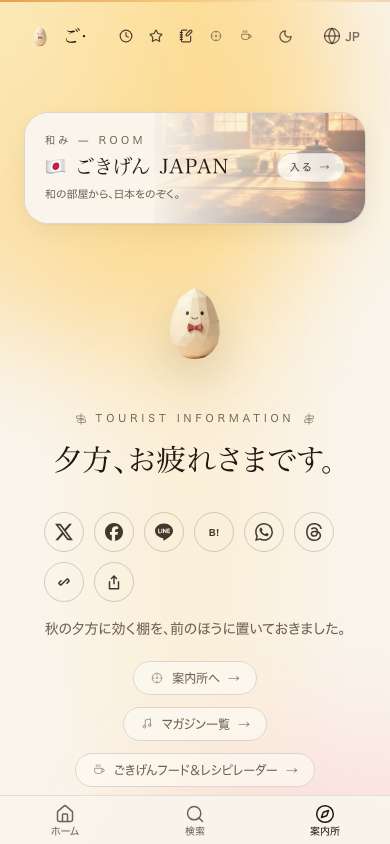 ご·
JP
和み — ROOM
🇯🇵 ごきげん JAPAN
入る →
和の部屋から、日本をのぞく。
TOURIST INFORMATION
夕方、お疲れさまです。
LINE
B!
秋の夕方に効く棚を、前のほうに置いておきました。
案内所へ →
マガジン一覧 →
ごきげんフード&レシピレーダー →
ホーム
検索
案内所